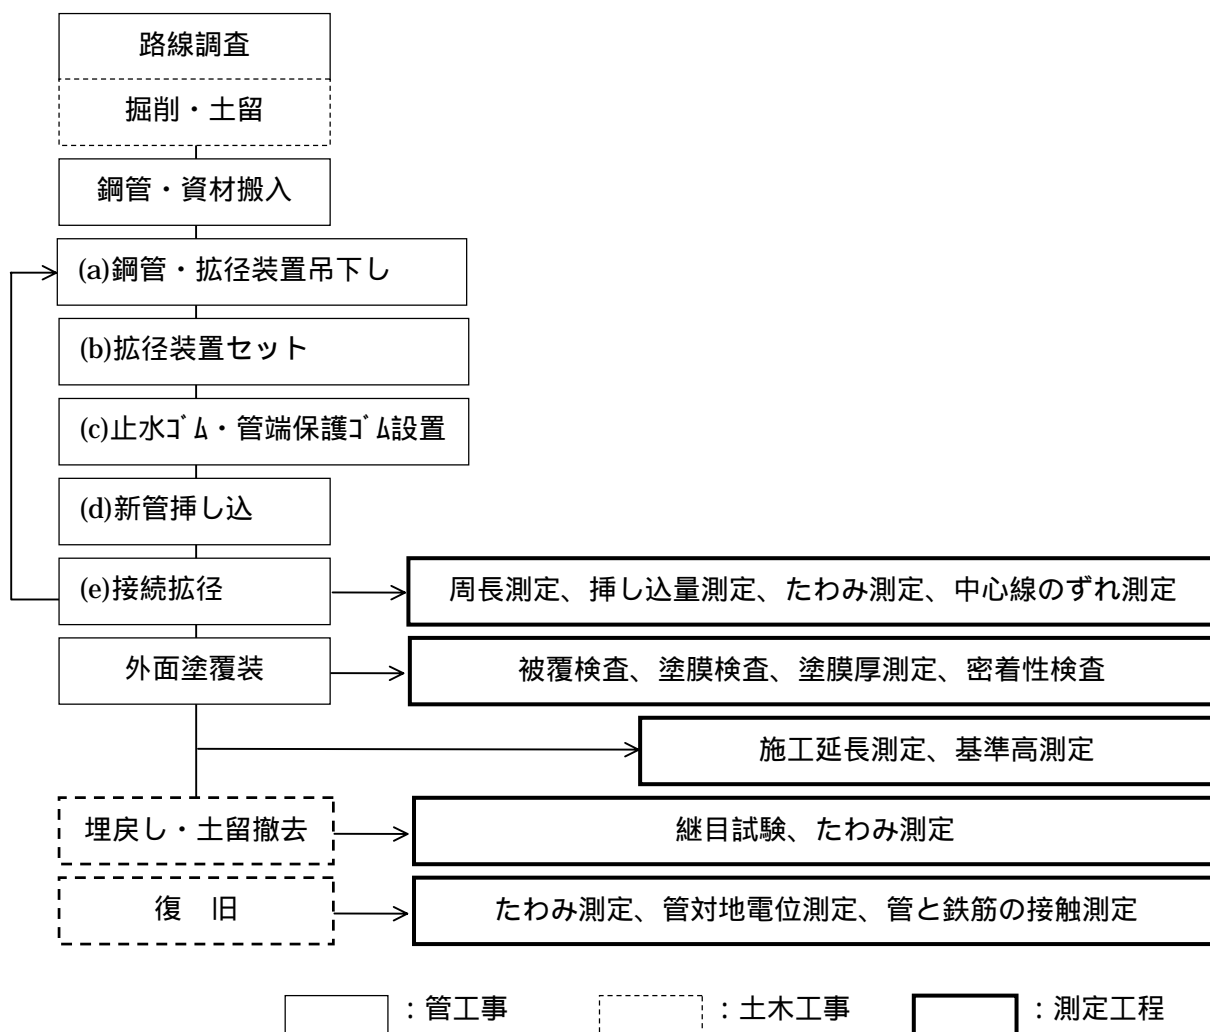 路線調査
掘削・土留
鋼管・資材搬入
(a)鋼管・拡径装置吊下し
(b)拡径装置セット
(c)止水ｺﾞﾑ・管端保護ｺﾞﾑ設置
(d)新管挿し込
(e)接続拡径
周長測定、挿し込量測定、たわみ測定、中心線のずれ測定
外面塗覆装
被覆検査、塗膜検査、塗膜厚測定、密着性検査
施工延長測定、基準高測定
埋戻し・土留撤去
継目試験、たわみ測定
復　旧
たわみ測定、管対地電位測定、管と鉄筋の接触測定
：管工事　：土木工事　：測定工程